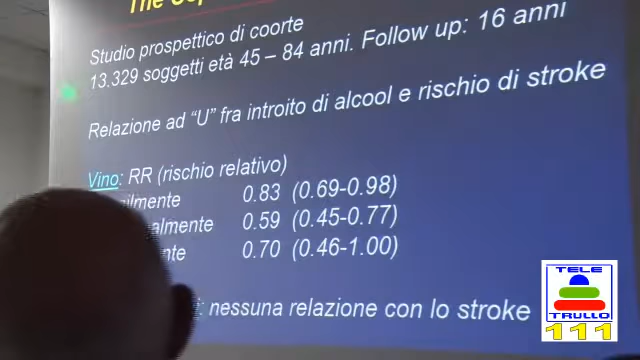 The
Studio prospettico di coorte
13.329 soggetti età 45 – 84 anni. Follow up: 16 anni
Relazione ad “U” fra introito di alcool e rischio di stroke
Vino: RR (rischio relativo)
0.83 (0.69-0.98)
0.59 (0.45-0.77)
0.70 (0.46-1.00)
: nessuna relazione con lo stroke
TELE
TRULLO
111